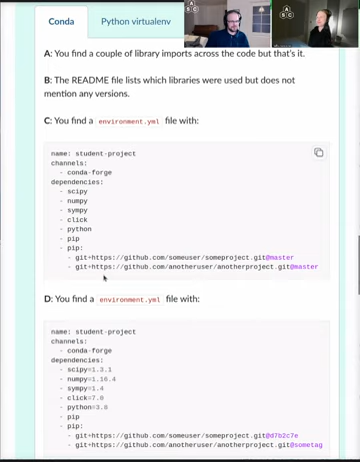 Conda
Python virtualenv
A: You find a couple of library imports across the code but that's it.
B: The README file lists which libraries were used but does not
mention any versions.
C: You find a environment.yml file with:
name: student-project
channels:
- conda-forge
dependencies:
- scipy
- numpy
- sympy
- click
- python
- pip
- pip:
- git+https://github.com/someuser/someproject.git@master
- git+https://github.com/anotheruser/anotherproject.git@master
D: You find a environment.yml file with:
name: student-project
channels:
- conda-forge
dependencies:
- scipy=1.3.1
- numpy=1.16.4
- sympy=1.4
- click=7.0
- python=3.8
- pip
- pip:
- git+https://github.com/someuser/someproject.git@d7b2c7e
- git+https://github.com/anotheruser/anotherproject.git@sometag